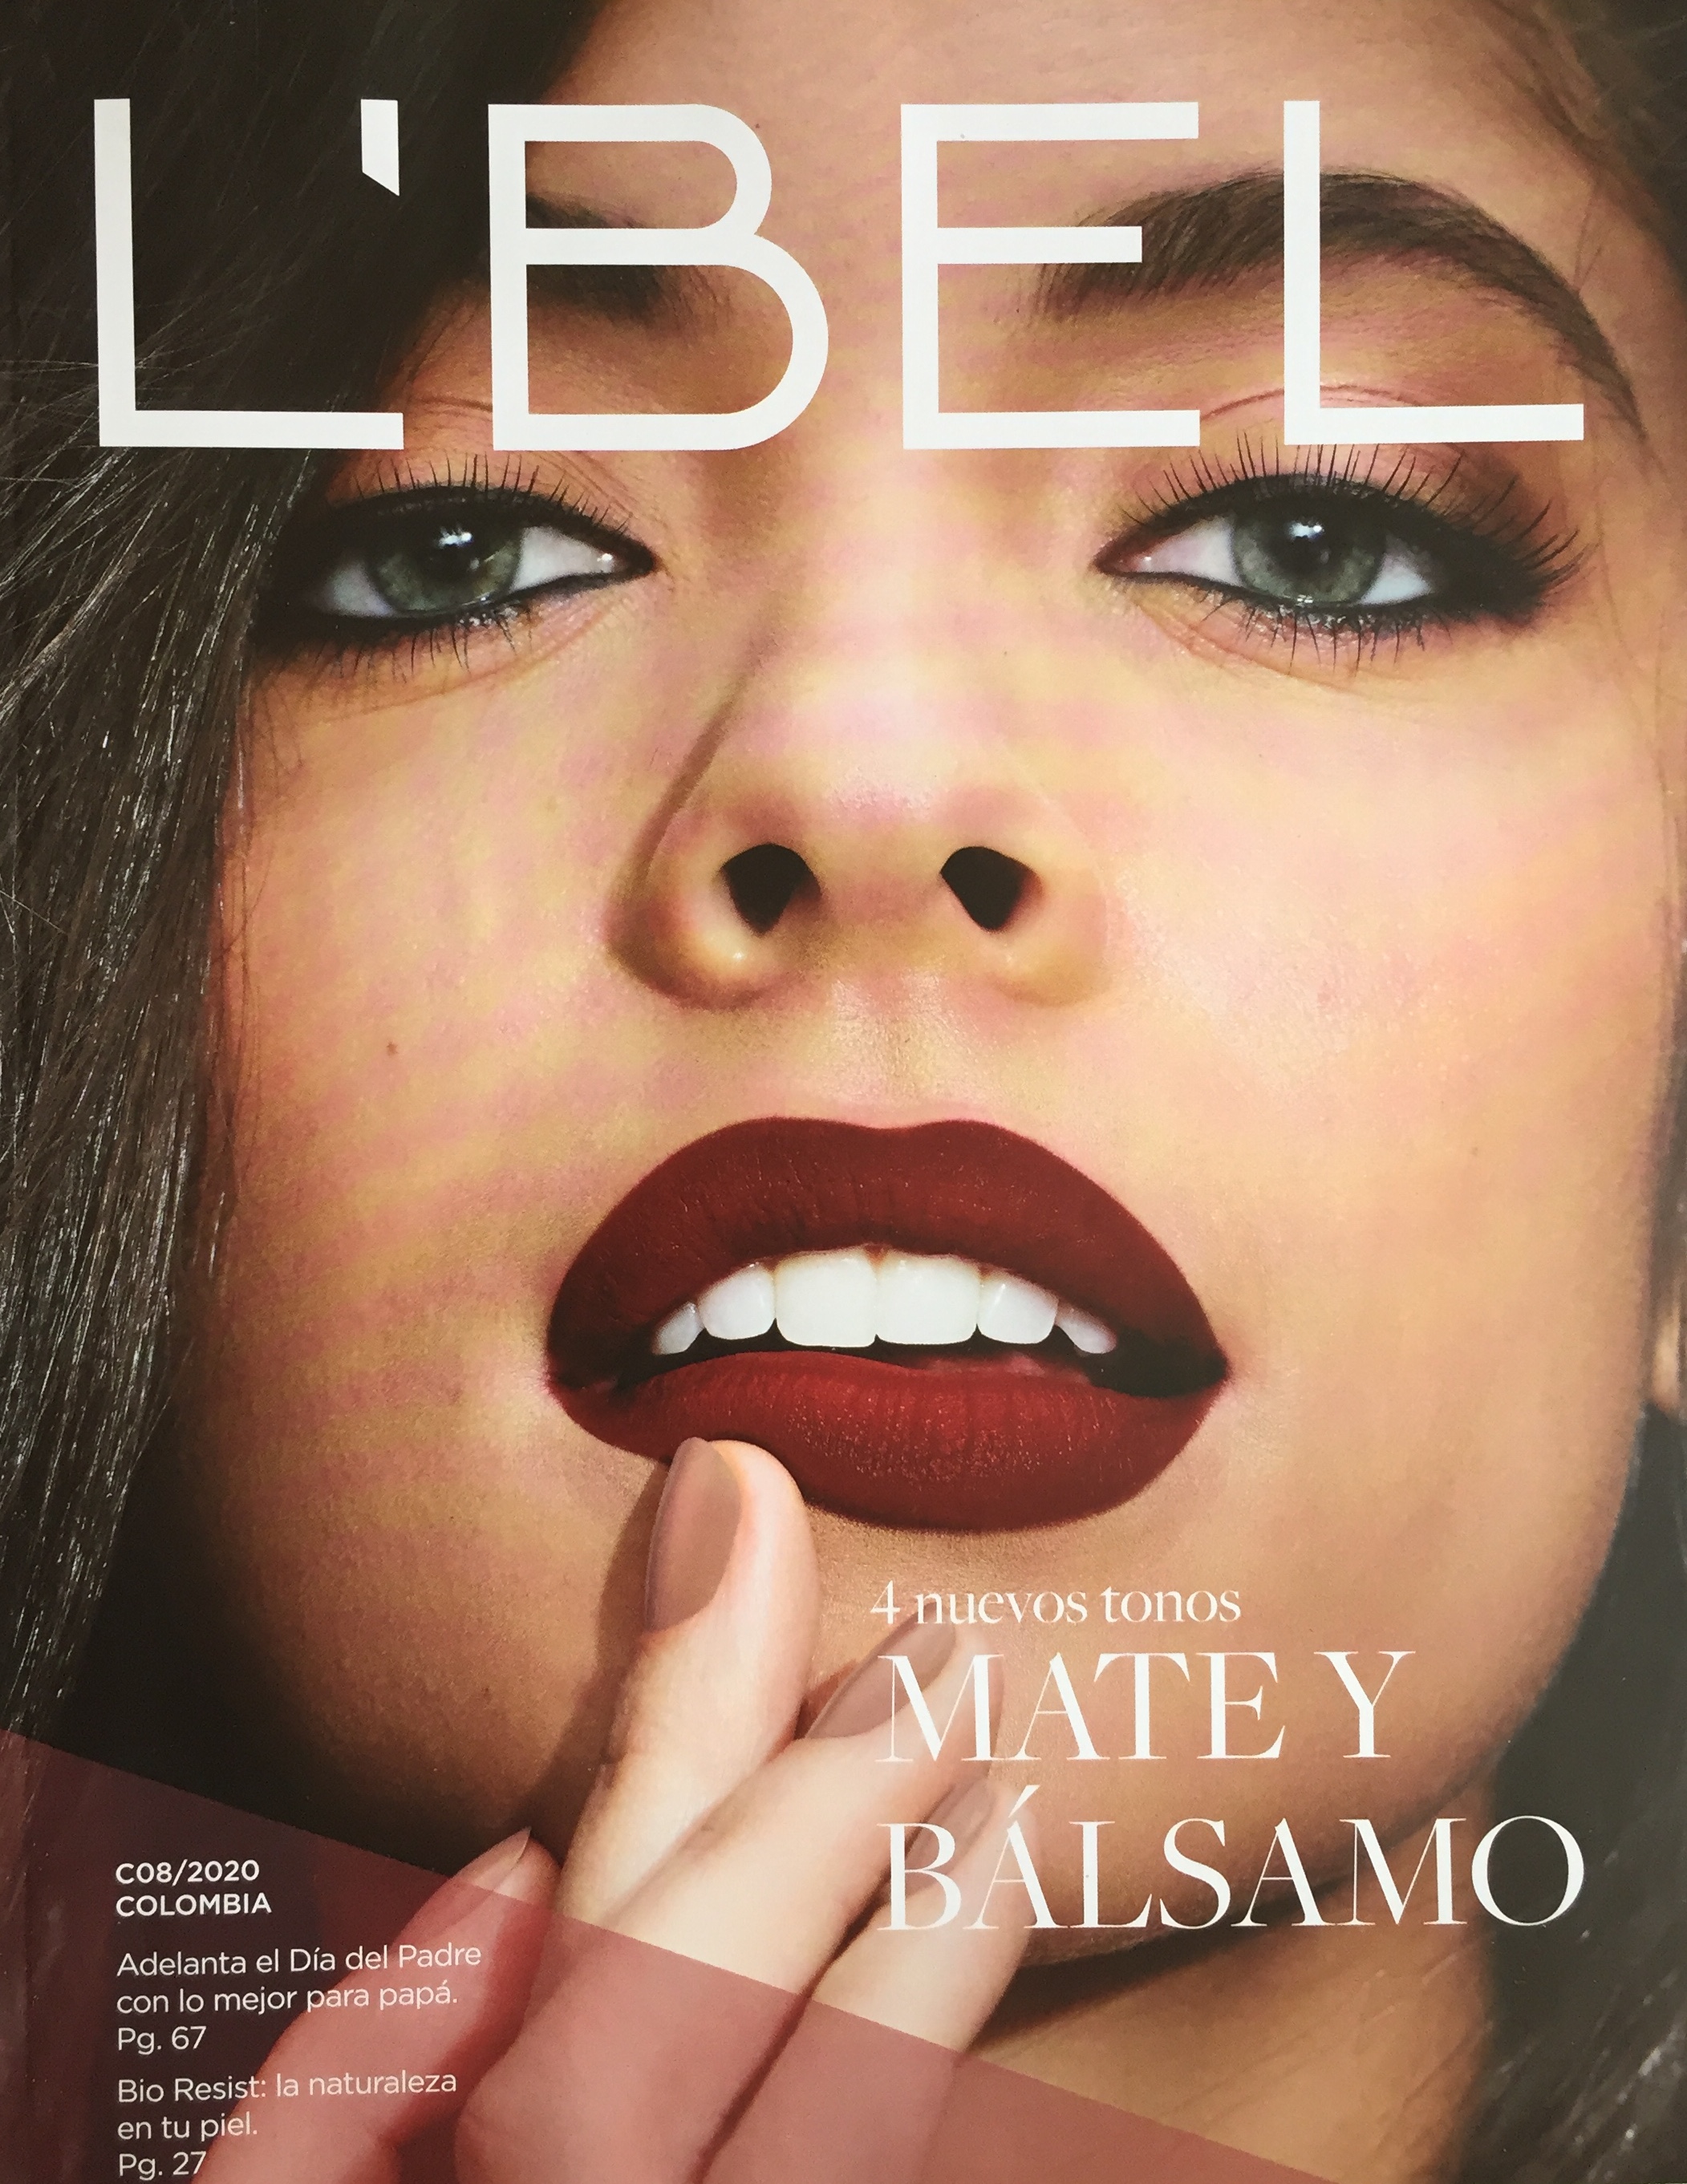 L'BEL
4 nuevos tonos
MATE Y
BÁLSAMO
C08/2020
COLOMBIA
Adelanta el Día del Padre
con lo mejor para papá.
Pg. 67
Bio Resist: la naturaleza
en tu piel.
Pg. 27